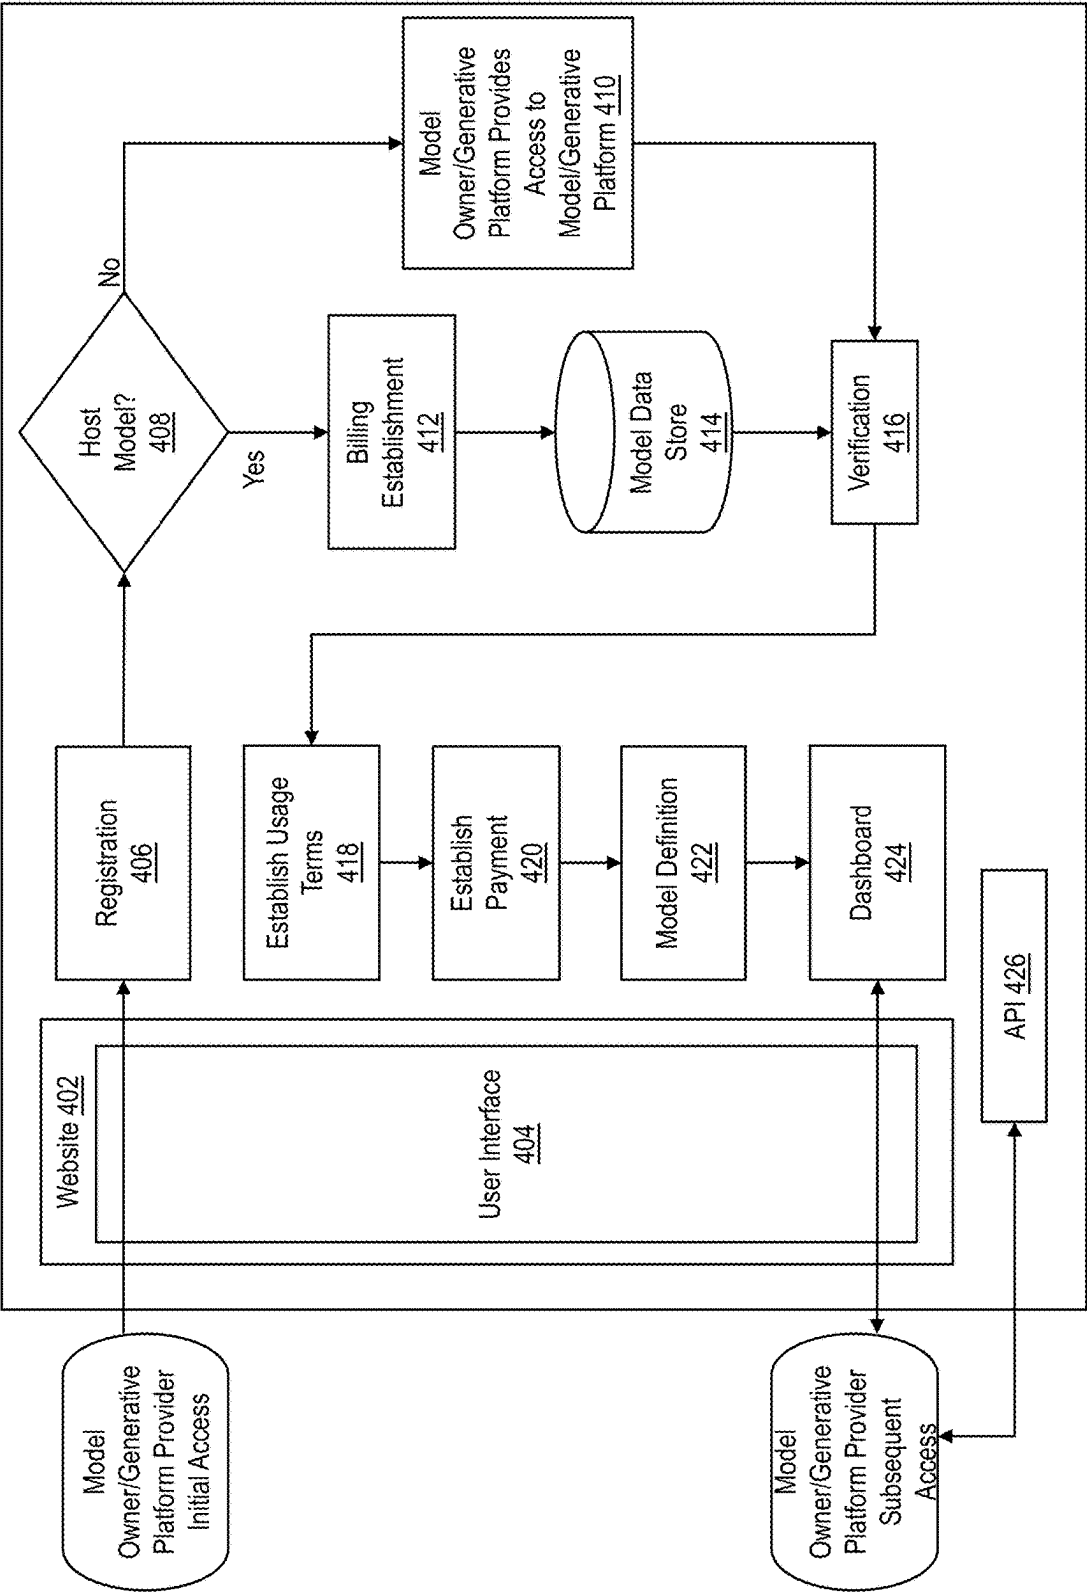 Model
Owner/Generative
Platform Provider
Initial Access
Website 402
User Interface
404
Registration
406
Host
Model?
408
No
Yes
Model
Owner/Generative
Platform Provides
Access to
Model/Generative
Platform 410
Billing
Establishment
412
Model Data
Store
414
Verification
416
Establish Usage
Terms
418
Establish
Payment
420
Model Definition
422
Dashboard
424
API 426
Model
Owner/Generative
Platform Provider
Subsequent
Access